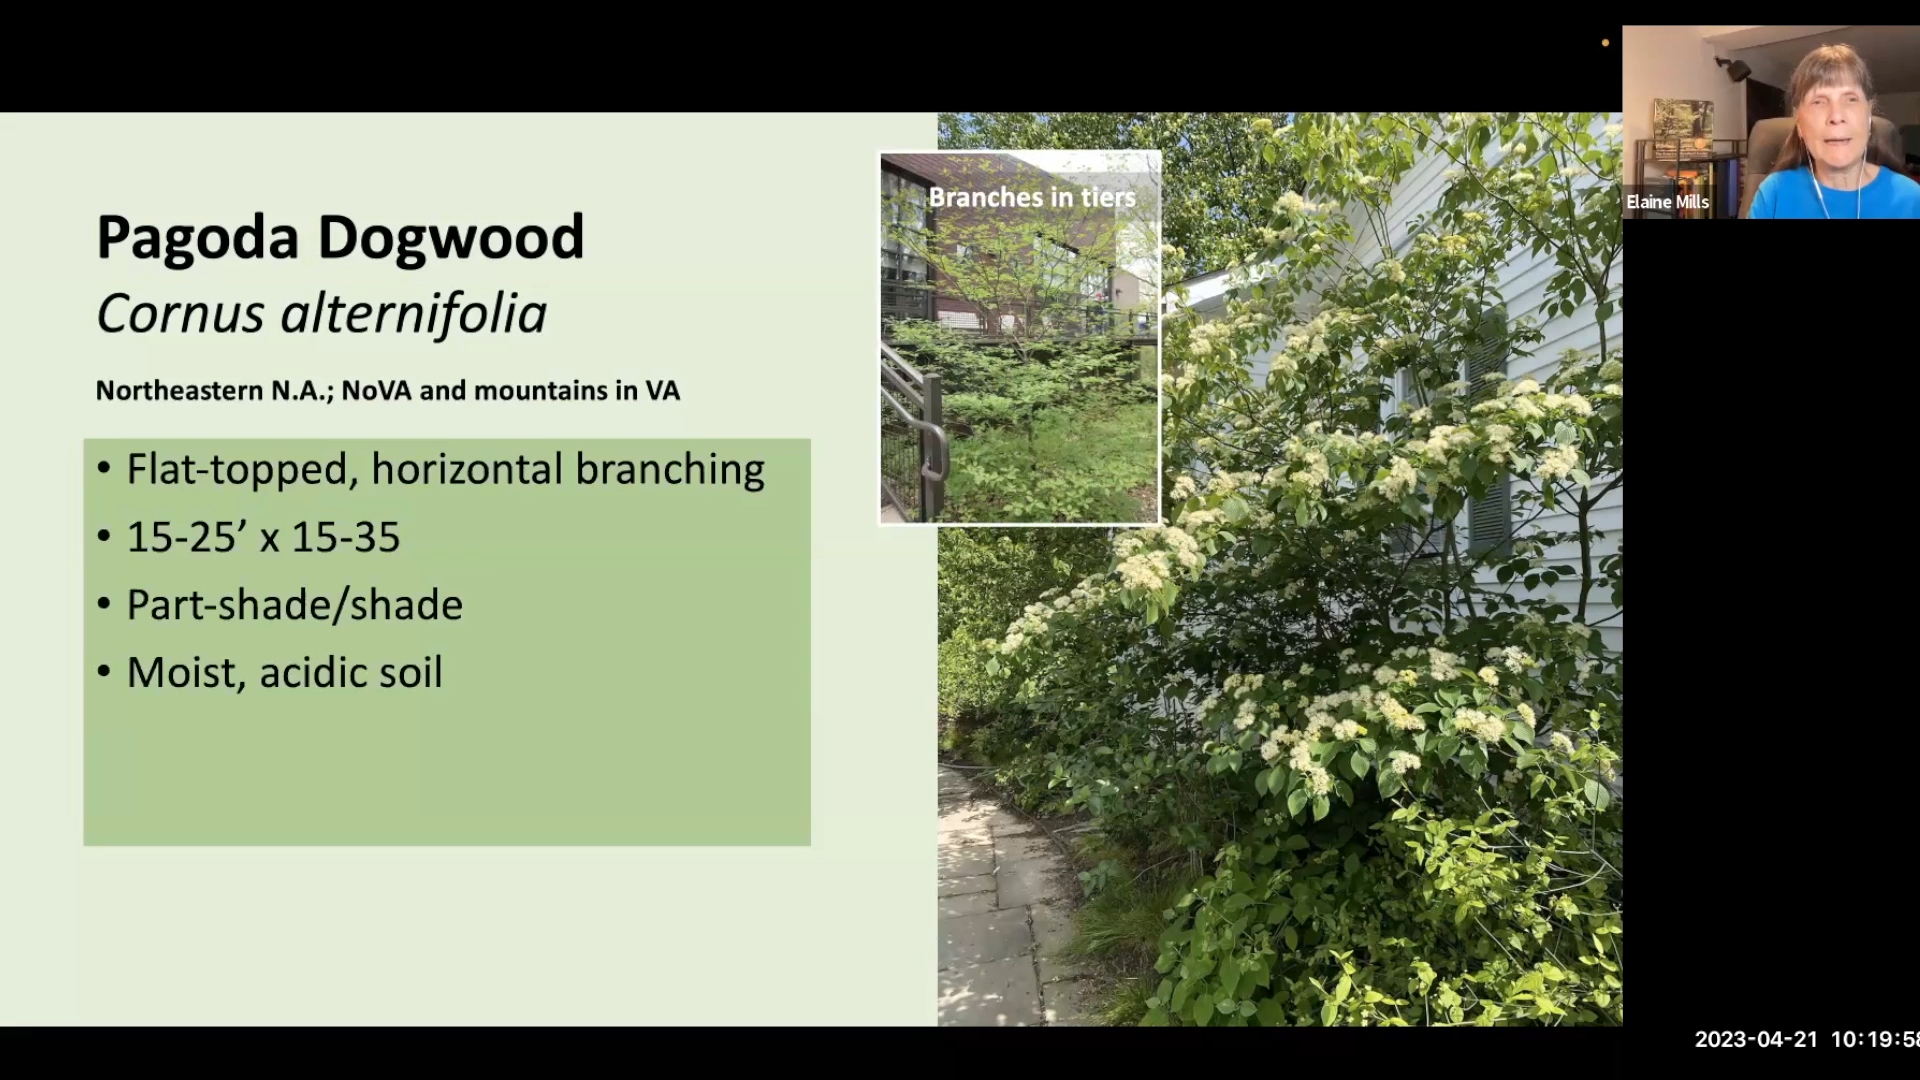 Pagoda Dogwood
Cornus alternifolia
Northeastern N.A.; NoVA and mountains in VA
• Flat-topped, horizontal branching
• 15-25’ x 15-35
• Part-shade/shade
• Moist, acidic soil
Branches in tiers
Elaine Mills
2023-04-21 10:19:58